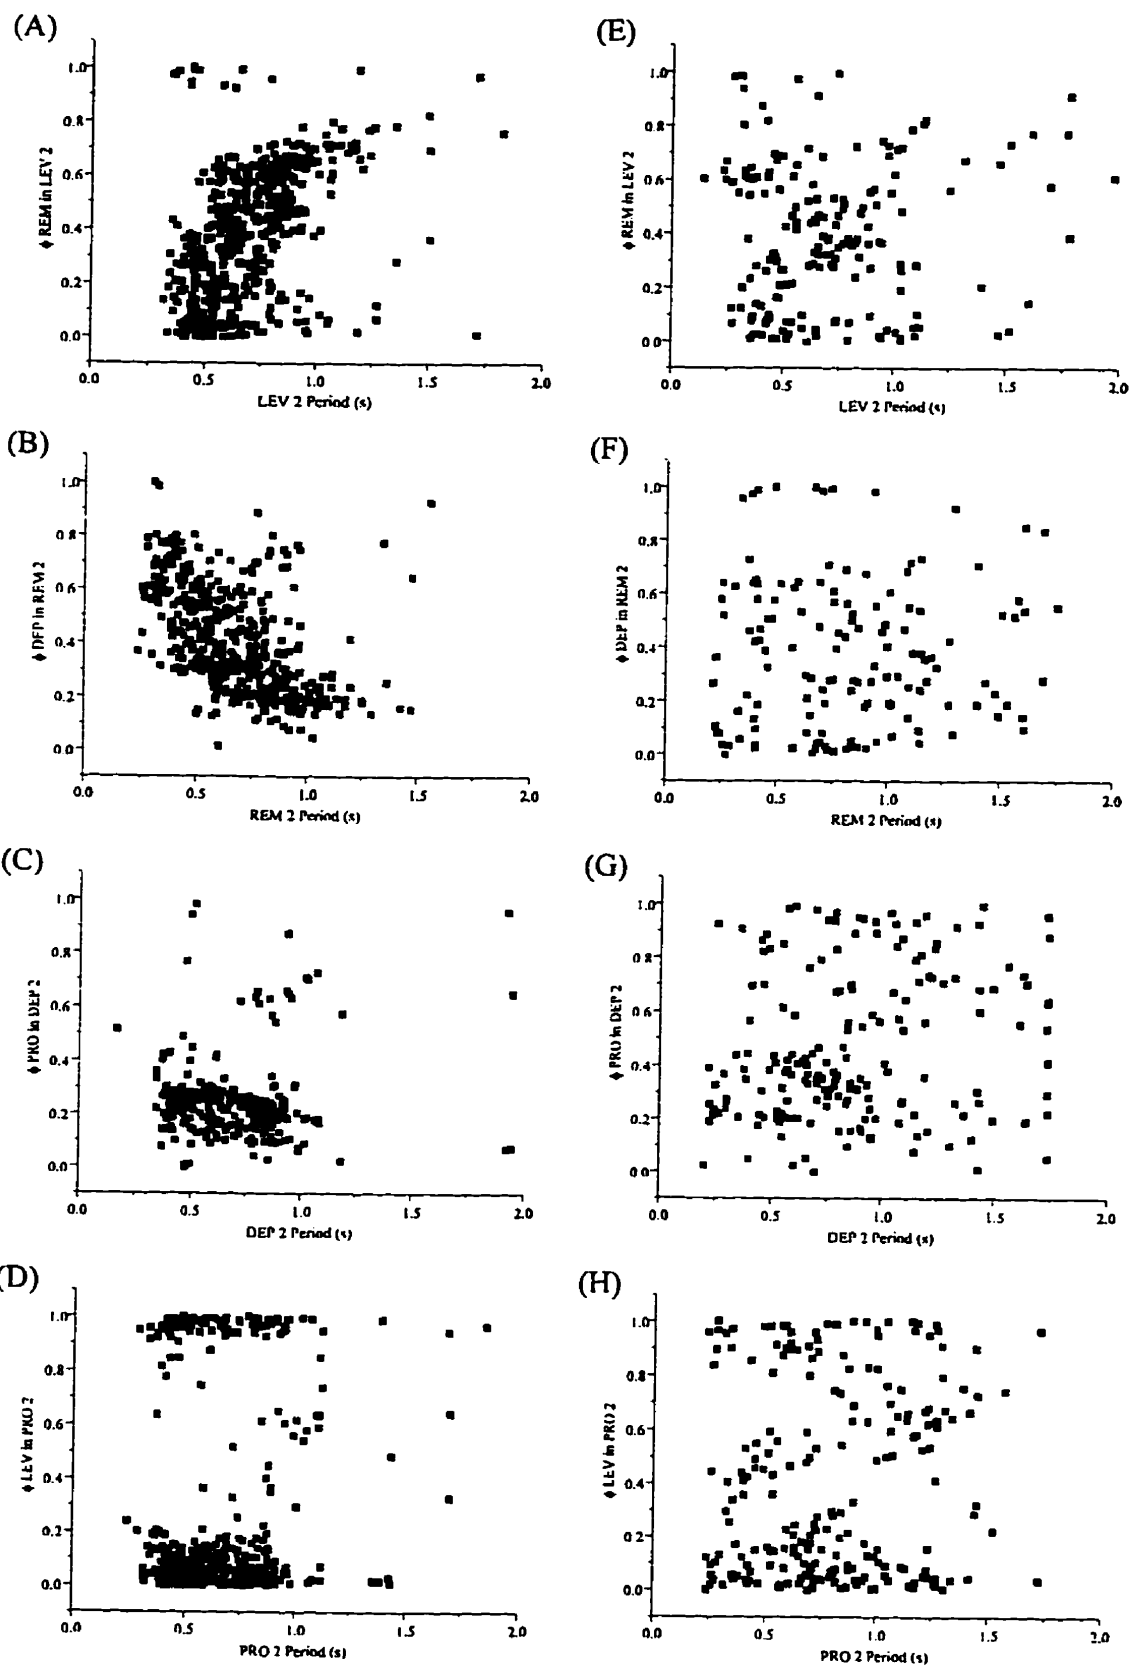 (A)
1.0
0.8
0.6
0.4
0.2
0.0
ϕ REM in LEV 2
0.0 0.5 1.0 1.5 2.0
LEV 2 Period (s)
(E)
1.0
0.8
0.6
0.4
0.2
0.0
ϕ REM in LEV 2
0.0 0.5 1.0 1.5 2.0
LEV 2 Period (s)
(B)
1.0
0.8
0.6
0.4
0.2
0.0
ϕ DEP in REM 2
0.0 0.5 1.0 1.5 2.0
REM 2 Period (s)
(F)
1.0
0.8
0.6
0.4
0.2
0.0
ϕ DEP in REM 2
0.0 0.5 1.0 1.5 2.0
REM 2 Period (s)
(C)
1.0
0.8
0.6
0.4
0.2
0.0
ϕ PRO in DEP 2
0.0 0.5 1.0 1.5 2.0
DEP 2 Period (s)
(G)
1.0
0.8
0.6
0.4
0.2
0.0
ϕ PRO in DEP 2
0.0 0.5 1.0 1.5 2.0
DEP 2 Period (s)
(D)
1.0
0.8
0.6
0.4
0.2
0.0
ϕ LEV in PRO 2
0.0 0.5 1.0 1.5 2.0
PRO 2 Period (s)
(H)
1.0
0.8
0.6
0.4
0.2
0.0
ϕ LEV in PRO 2
0.0 0.5 1.0 1.5 2.0
PRO 2 Period (s)